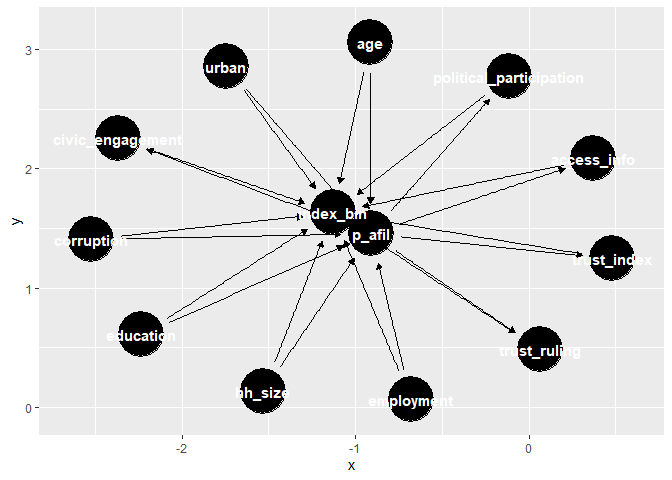 3
2
1
0
y
age
urban
political_participation
civic_engagement
access_info
index_bin
p_afil
corruption
trust_index
education
trust_ruling
hh_size
employment
-2
-1
0
x